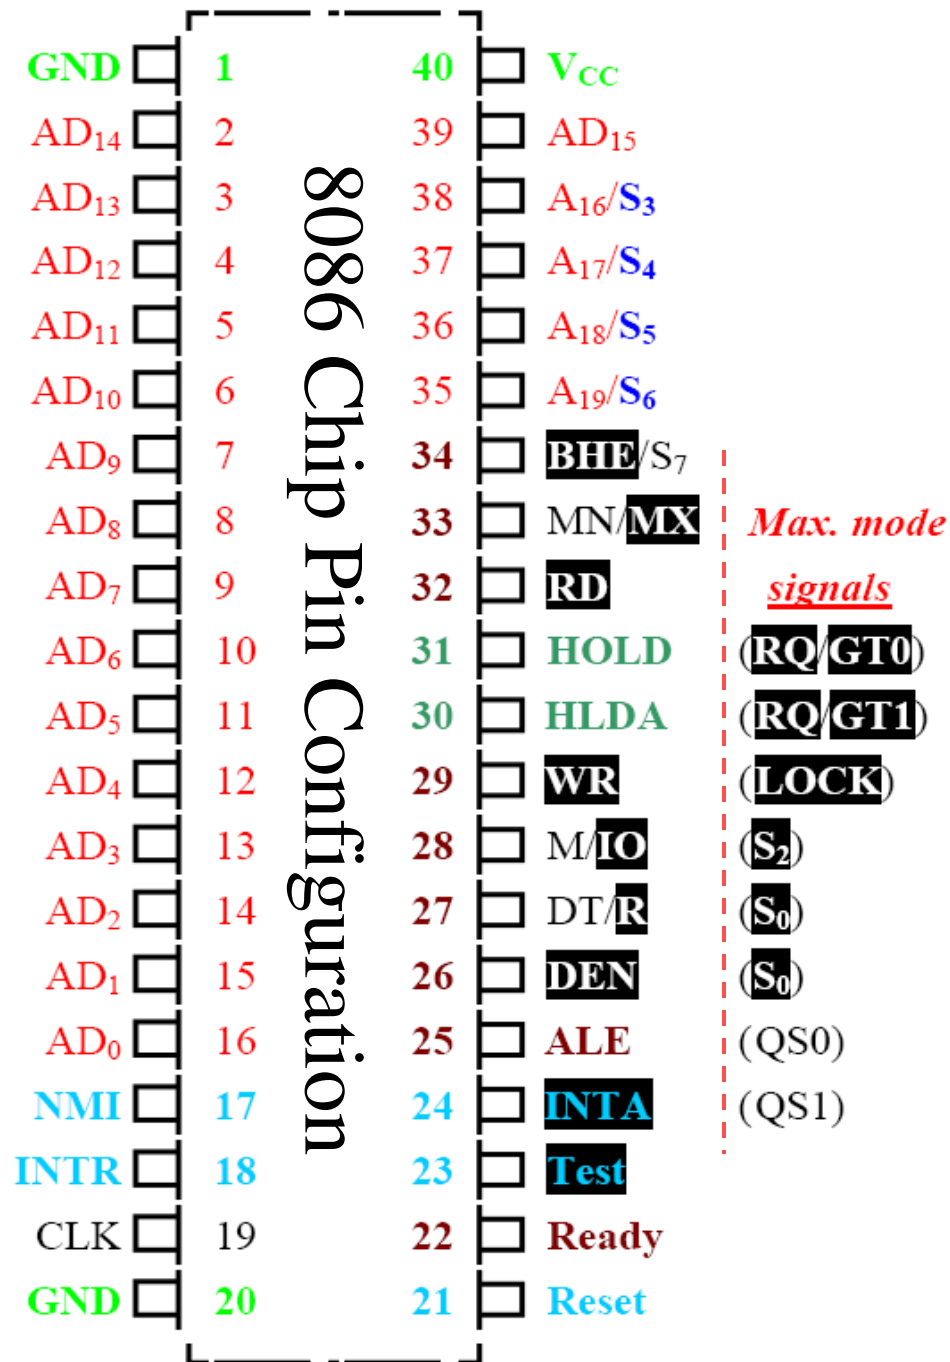 GND 1 40 V_CC
AD14 2 39 AD15
AD13 3 38 A16/S3
AD12 4 37 A17/S4
AD11 5 36 A18/S5
AD10 6 35 A19/S6
AD9 7 34 BHE/S7
AD8 8 33 MN/MX Max. mode
AD7 9 32 RD signals
AD6 10 31 HOLD (RQ/GT0)
AD5 11 30 HLDA (RQ/GT1)
AD4 12 29 WR (LOCK)
AD3 13 28 M/IO (S2)
AD2 14 27 DT/R (S0)
AD1 15 26 DEN (S0)
AD0 16 25 ALE (QS0)
NMI 17 24 INTA (QS1)
INTR 18 23 Test
CLK 19 22 Ready
GND 20 21 Reset
8086 Chip Pin Configuration